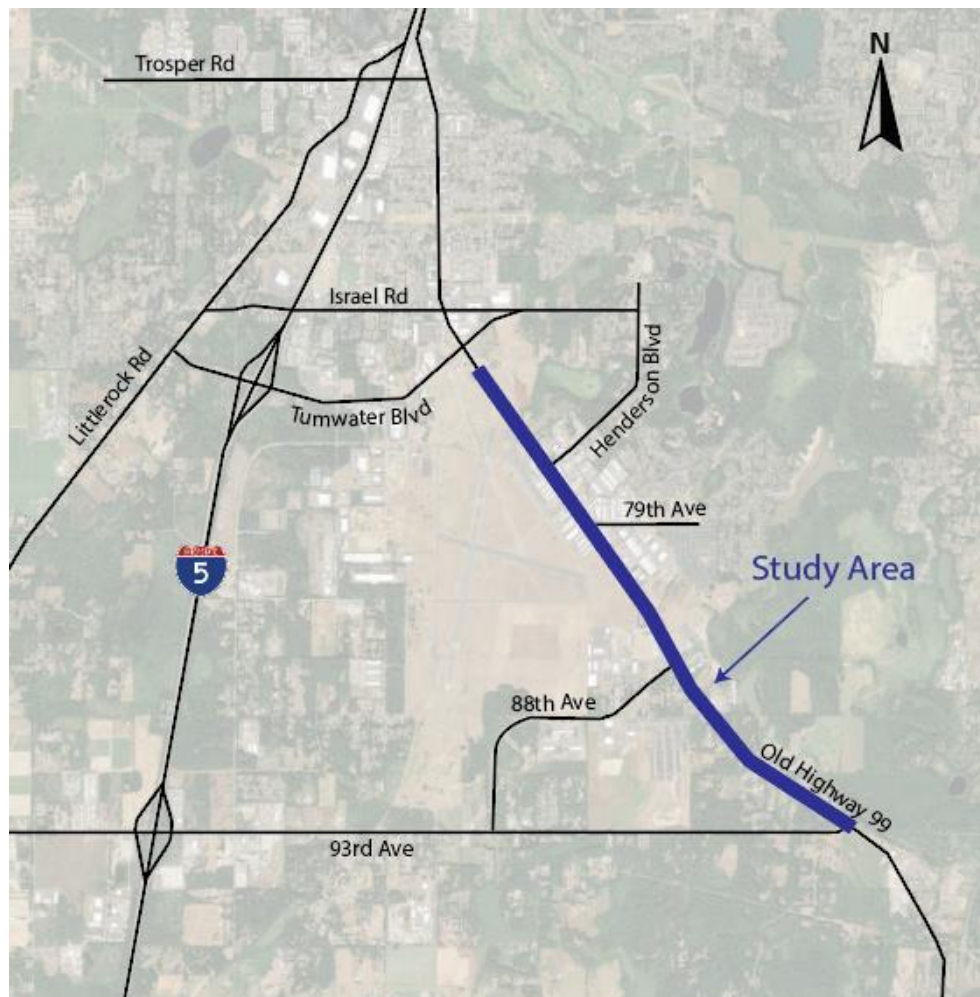 N
Trosper Rd
Israel Rd
Littlerock Rd
Tumwater Blvd
Henderson Blvd
79th Ave
5
Study Area
88th Ave
Old Highway 99
93rd Ave